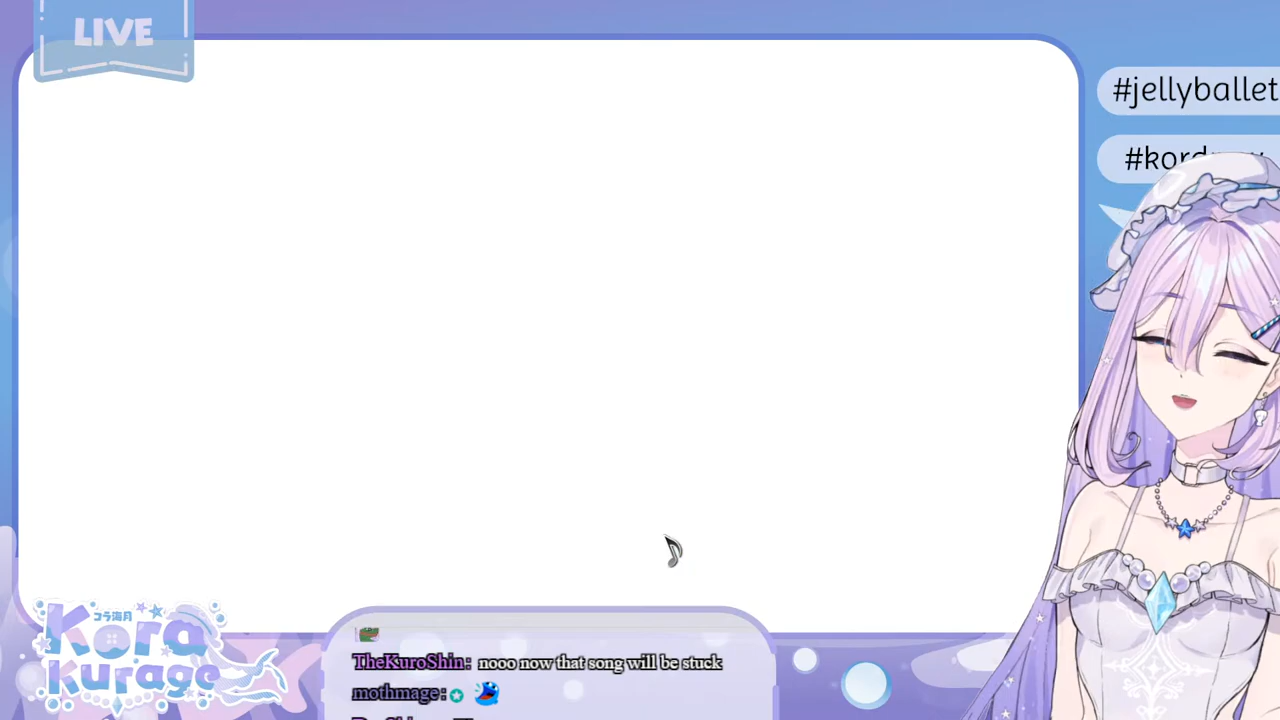 LIVE
#jellyballet
コラ海月
Kora
Kurage
TheKuroShin: nooo now that song will be stuck
mothmage: